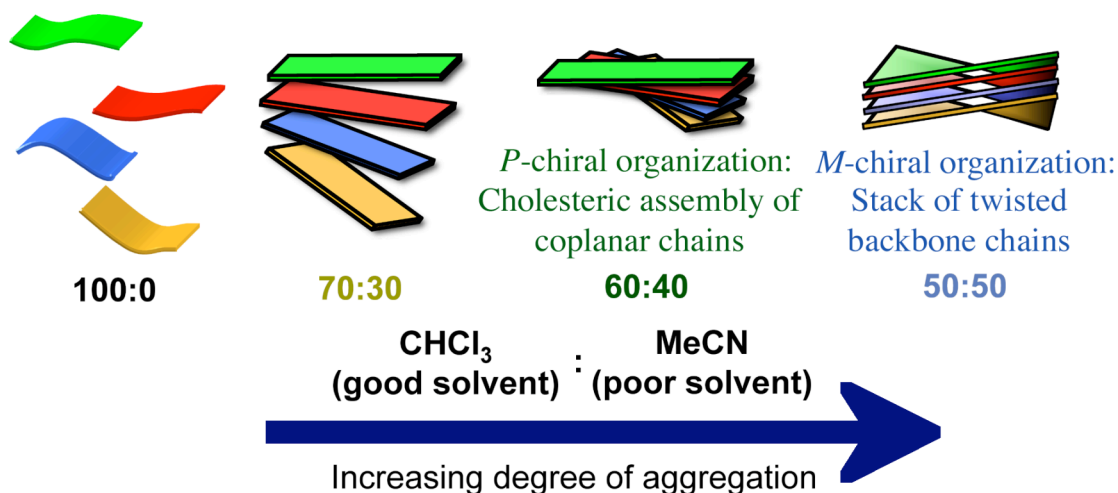 P-chiral organization:
Cholesteric assembly of
coplanar chains
M-chiral organization:
Stack of twisted
backbone chains
100:0
70:30
60:40
50:50
CHCl₃
(good solvent)
:
MeCN
(poor solvent)
Increasing degree of aggregation